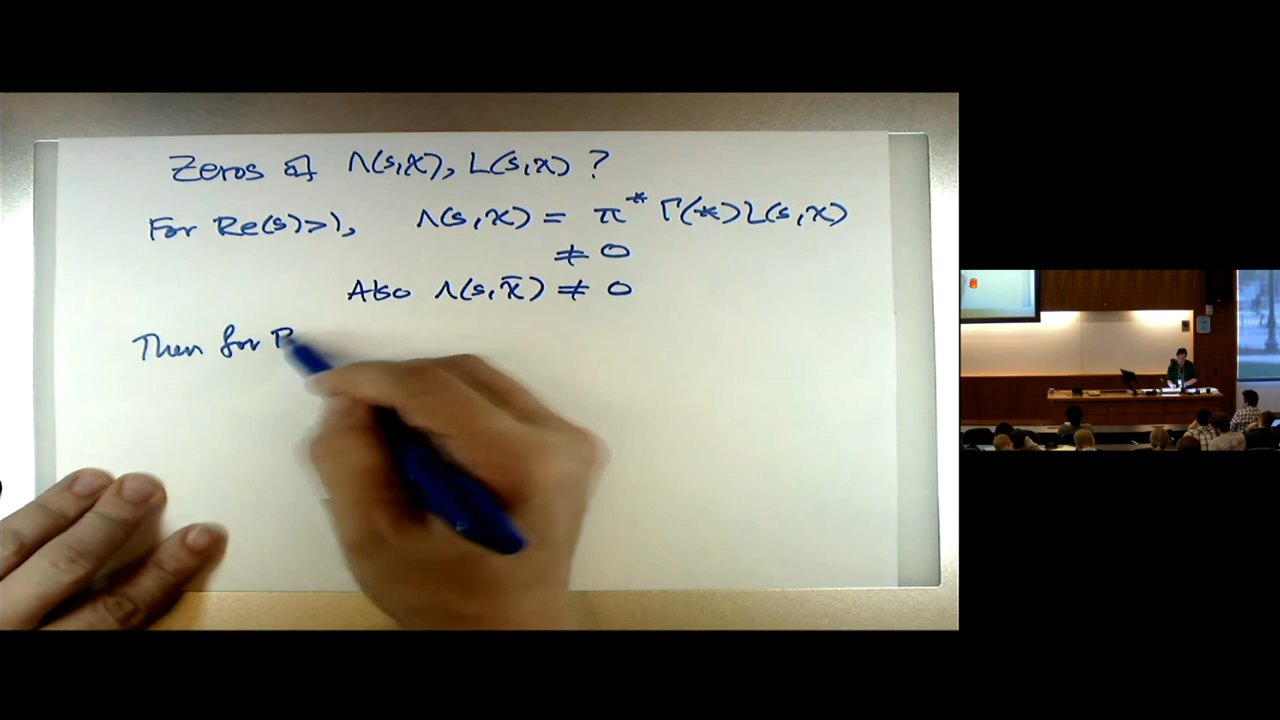 Zeros of Λ(s,χ), L(s,χ) ?
For Re(s)>1, Λ(s,χ) = π^* Γ(*) L(s,χ)
≠ 0
Also Λ(s,χ̄) ≠ 0
Then for R